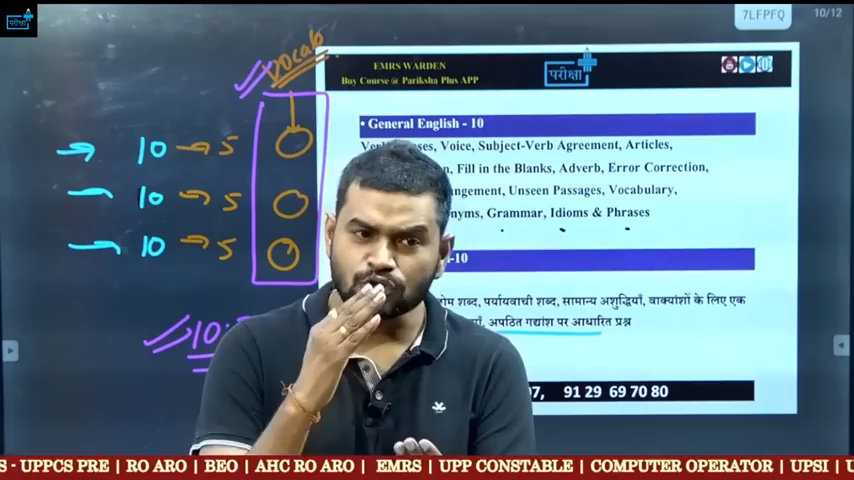 परीक्षा
7LFPFQ
10/12
Vocab
EMRS WARDEN
Buy Course @ Pariksha Plus APP
परीक्षा
• General English - 10
Voice, Subject-Verb Agreement, Articles,
Fill in the Blanks, Adverb, Error Correction,
Unseen Passages, Vocabulary,
Grammar, Idioms & Phrases
10 → 5
10 → 5
10 → 5
-10
शब्द, पर्यायवाची शब्द, सामान्य अशुद्धियाँ, वाक्यांशों के लिए एक
अपठित गद्यांश पर आधारित प्रश्न
91 29 69 70 80
- UPPCS PRE | RO ARO | BEO | AHC RO ARO | EMRS | UPP CONSTABLE | COMPUTER OPERATOR | UPSI |